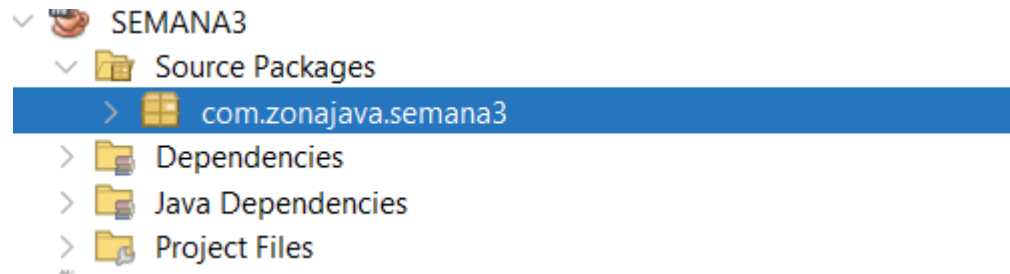 SEMANA3
Source Packages
com.zonajava.semana3
Dependencies
Java Dependencies
Project Files